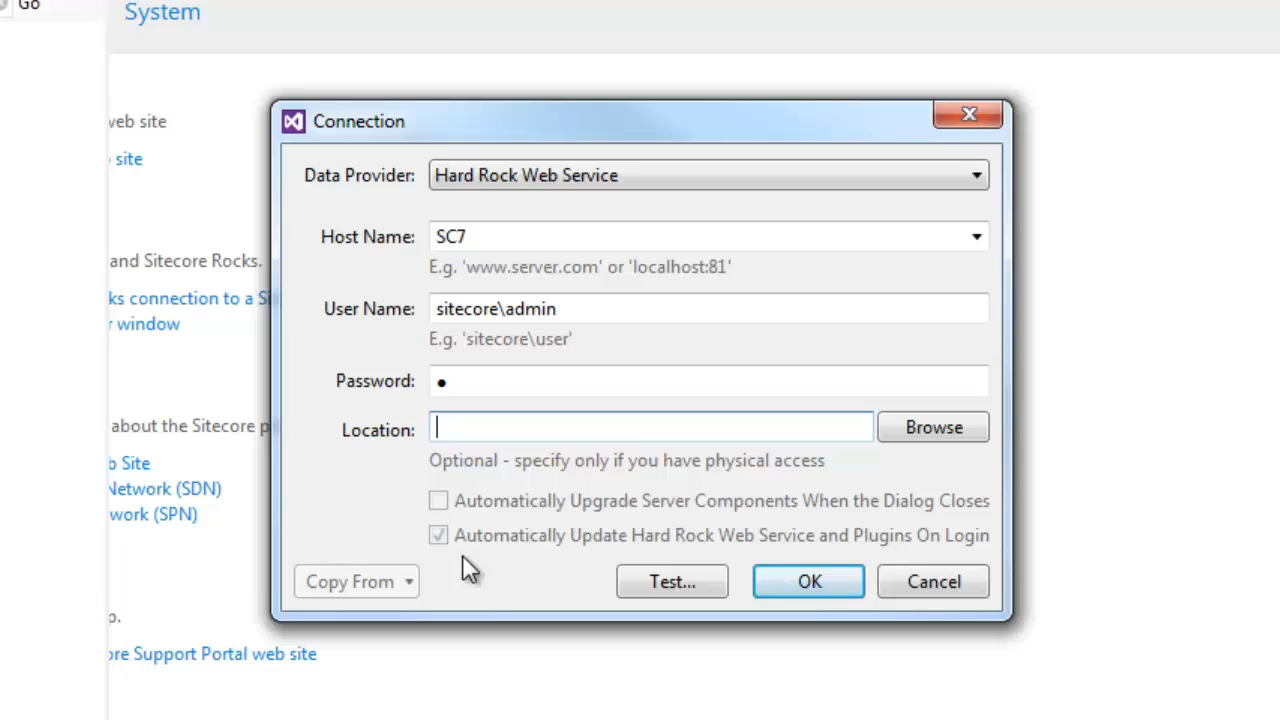 Go
System
web site
site
and Sitecore Rocks.
ks connection to a Si
r window
about the Sitecore p
b Site
Network (SDN)
work (SPN)
p.
ore Support Portal web site
Connection
Data Provider: Hard Rock Web Service
Host Name: SC7
E.g. 'www.server.com' or 'localhost:81'
User Name: sitecore\admin
E.g. 'sitecore\user'
Password: ●
Location: Browse
Optional - specify only if you have physical access
Automatically Upgrade Server Components When the Dialog Closes
Automatically Update Hard Rock Web Service and Plugins On Login
Copy From Test... OK Cancel